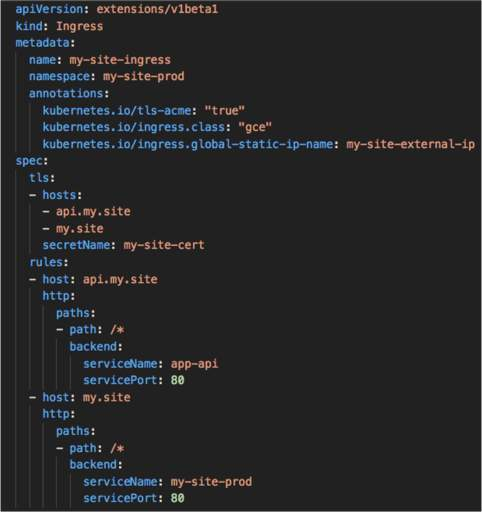 apiVersion: extensions/v1beta1
kind: Ingress
metadata:
  name: my-site-ingress
  namespace: my-site-prod
  annotations:
    kubernetes.io/tls-acme: "true"
    kubernetes.io/ingress.class: "gce"
    kubernetes.io/ingress.global-static-ip-name: my-site-external-ip
spec:
  tls:
  - hosts:
    - api.my.site
    - my.site
    secretName: my-site-cert
  rules:
  - host: api.my.site
    http:
      paths:
      - path: /*
        backend:
          serviceName: app-api
          servicePort: 80
  - host: my.site
    http:
      paths:
      - path: /*
        backend:
          serviceName: my-site-prod
          servicePort: 80